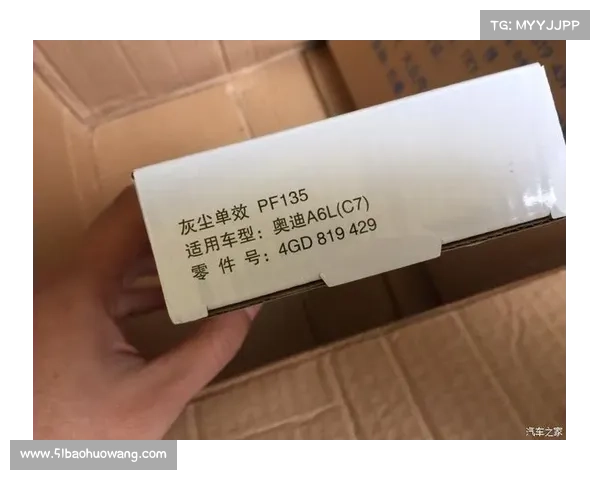 TG: MYYJJPP
灰尘单效 PF135
适用车型：奥迪A6L(C7)
零 件 号：4GD 819 429
汽车之家
www.51baohuowang.com